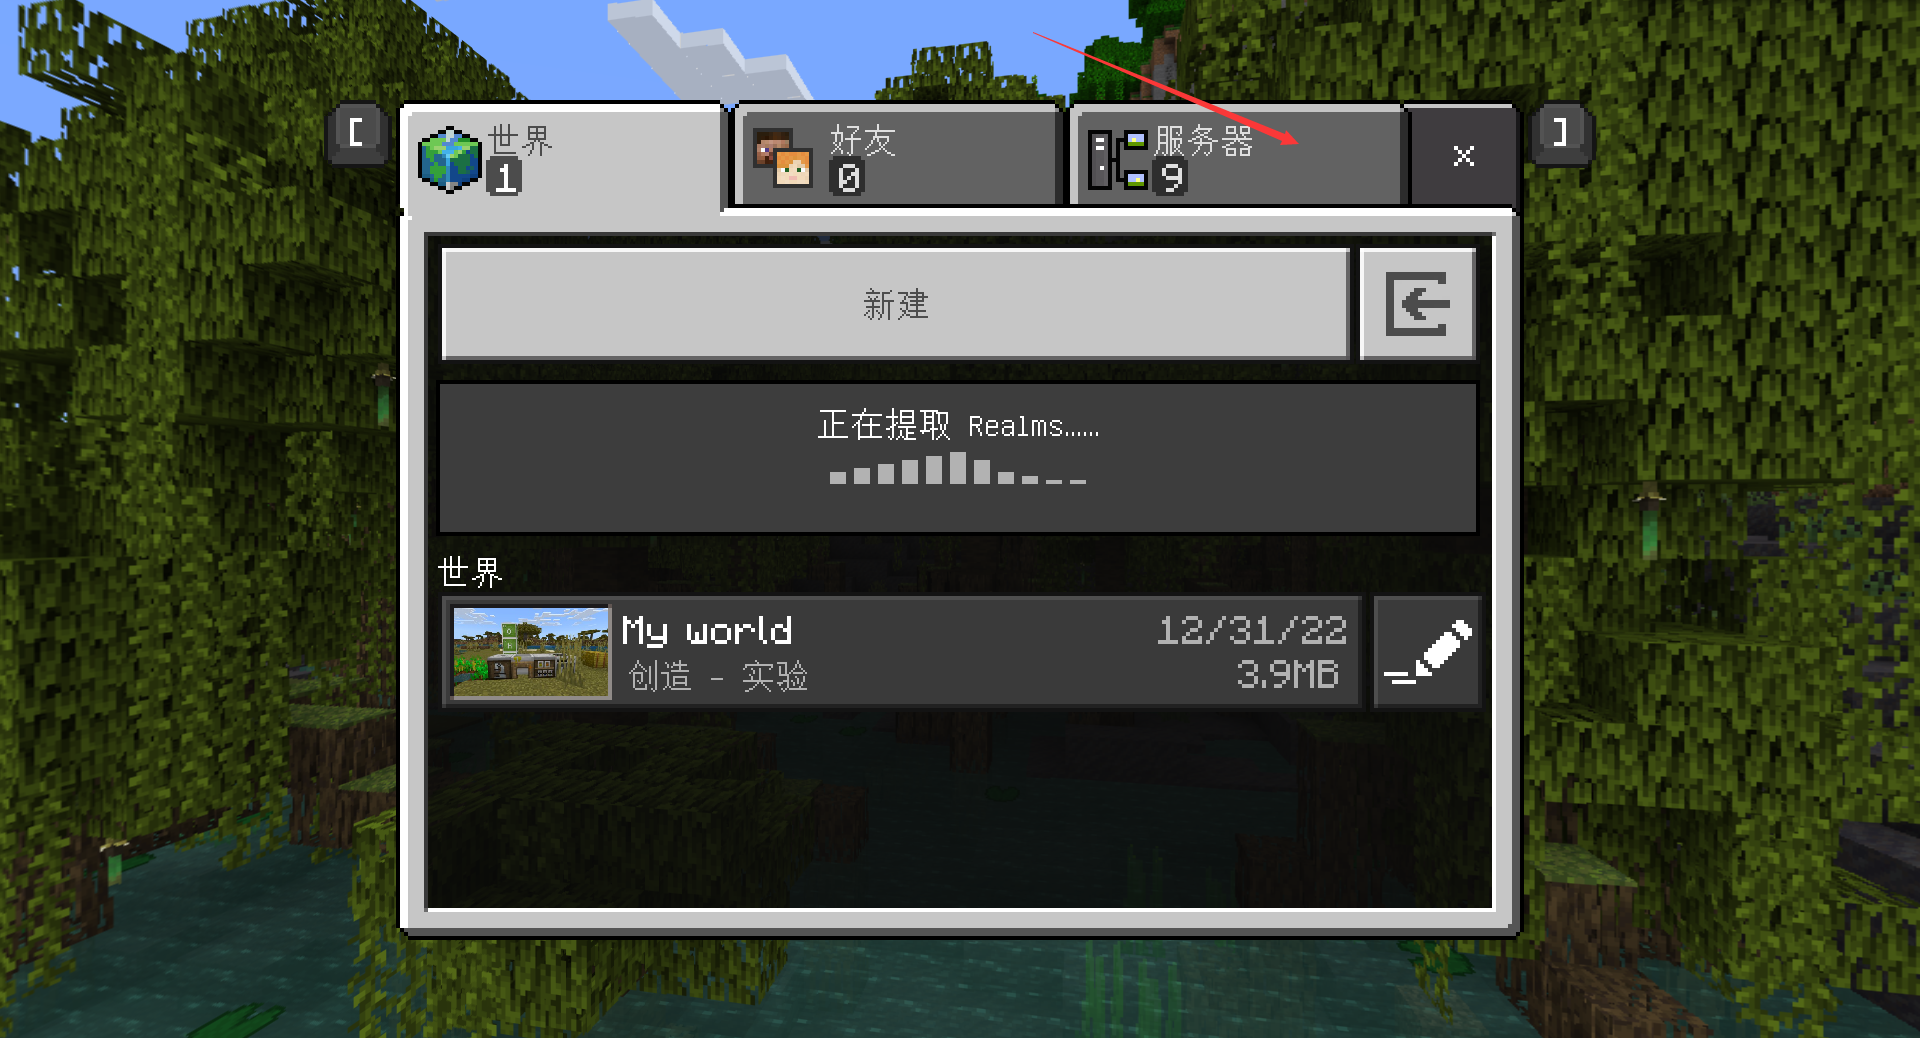 [
世界
1
好友
0
服务器
9
X
]
新建
正在提取 Realms......
世界
My world
12/31/22
创造 - 实验
3.9MB